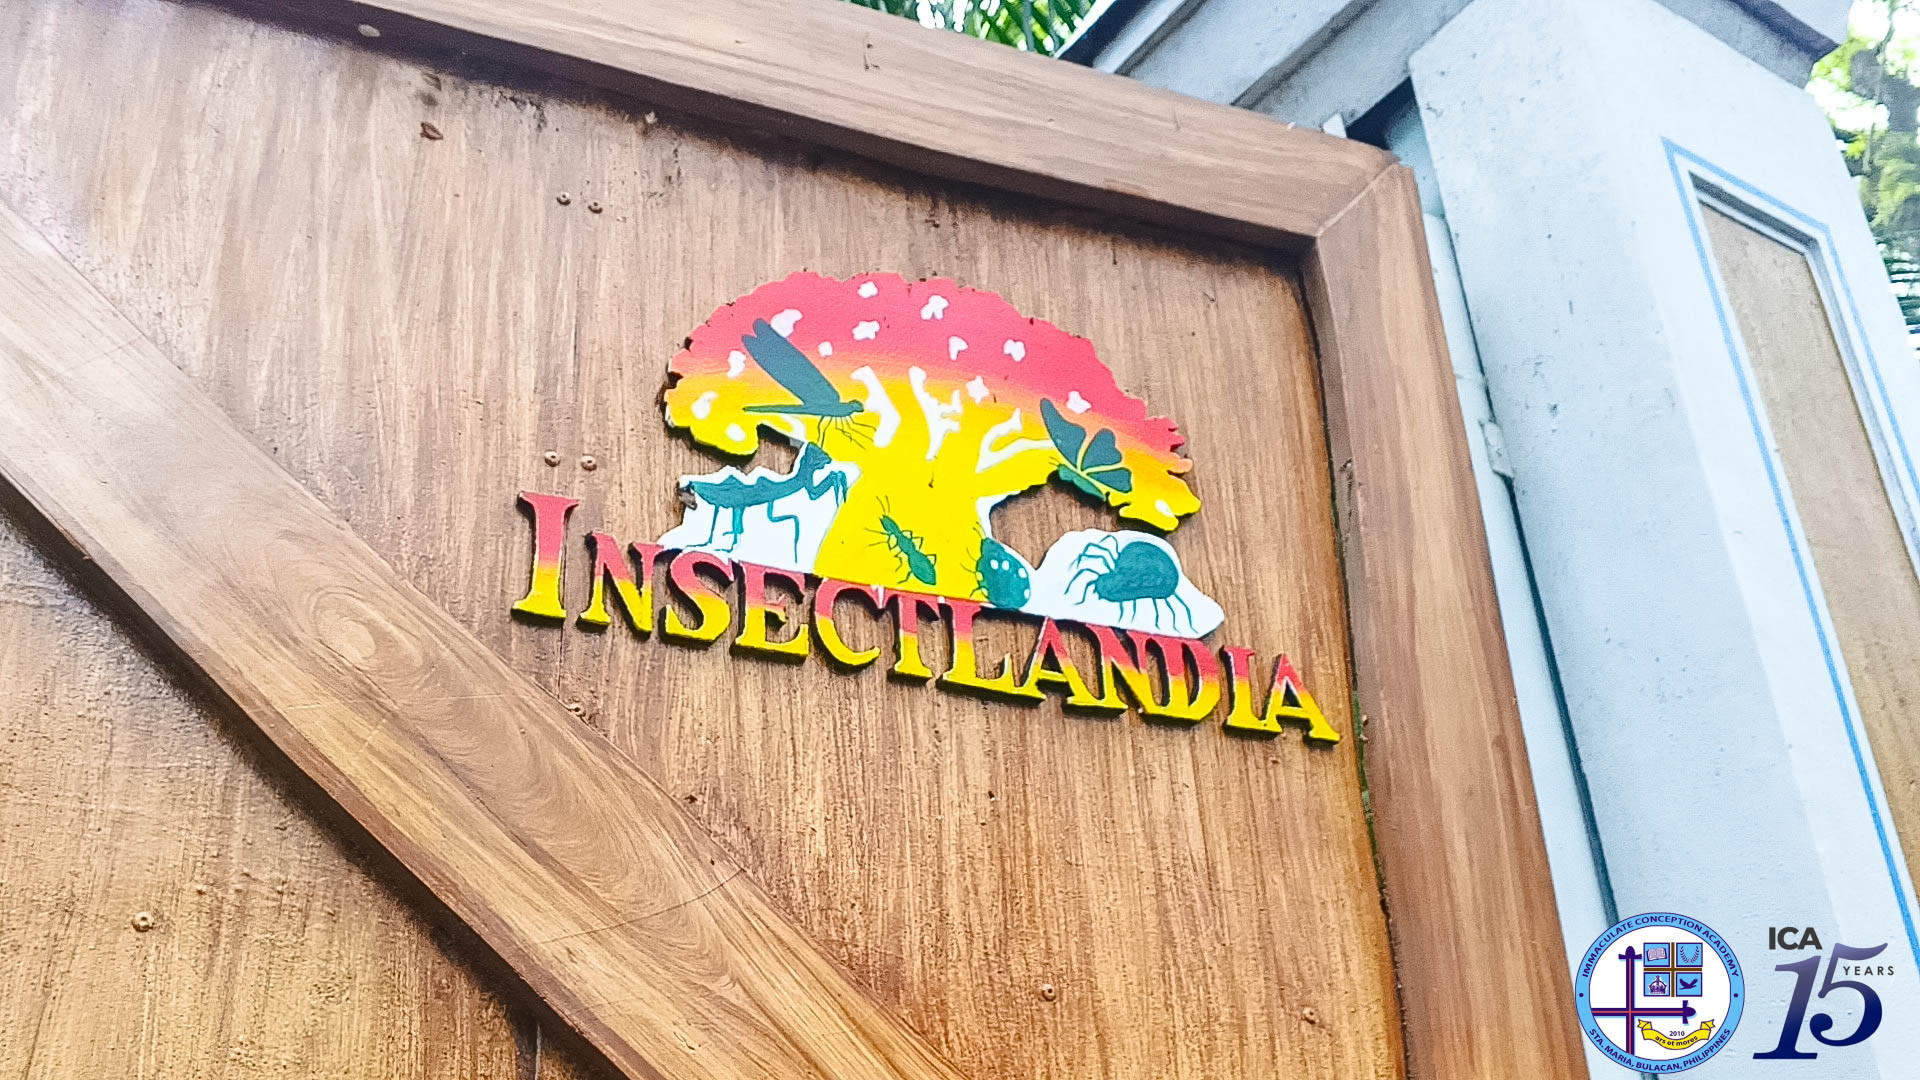 INSECTLANDIA
IMMACULATE CONCEPTION ACADEMY
2010
ars et mores
STA. MARIA, BULACAN, PHILIPPINES
ICA
15
YEARS